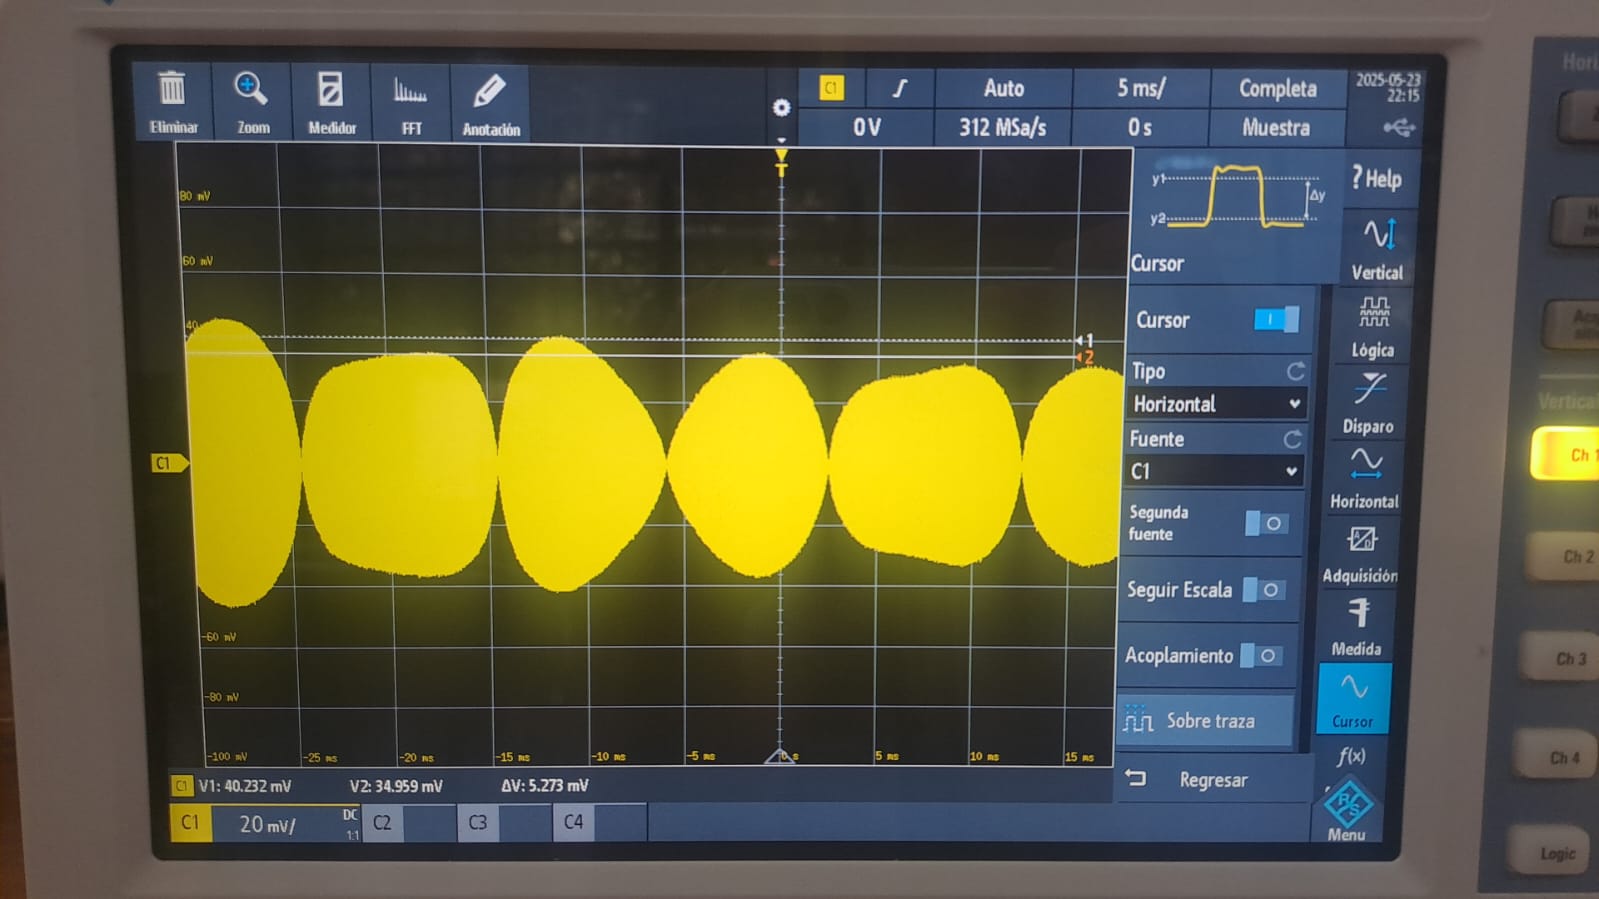 C1 Auto 5 ms/ Completa 2025-05-23
22:15
Eliminar Zoom Medidor FFT Anotación
0 V 312 MSa/s 0 s Muestra
T
80 mV
60 mV
40
-60 mV
-80 mV
-100 mV -25 ms -20 ms -15 ms -10 ms -5 ms 0 s 5 ms 10 ms 15 ms
C1
1
2
y1
y2
Δy
Cursor
Cursor
Tipo
Horizontal
Fuente
C1
Segunda
fuente
Seguir Escala
Acoplamiento
Sobre traza
Regresar
? Help
Vertical
Lógica
Disparo
Horizontal
Adquisición
Medida
Cursor
f(x)
R&S
Menu
C1 V1: 40.232 mV V2: 34.959 mV ΔV: 5.273 mV
C1 20 mV/ DC
1:1
C2 C3 C4
Hori
Vertica
Ch 1
Ch 2
Ch 3
Ch 4
Logic